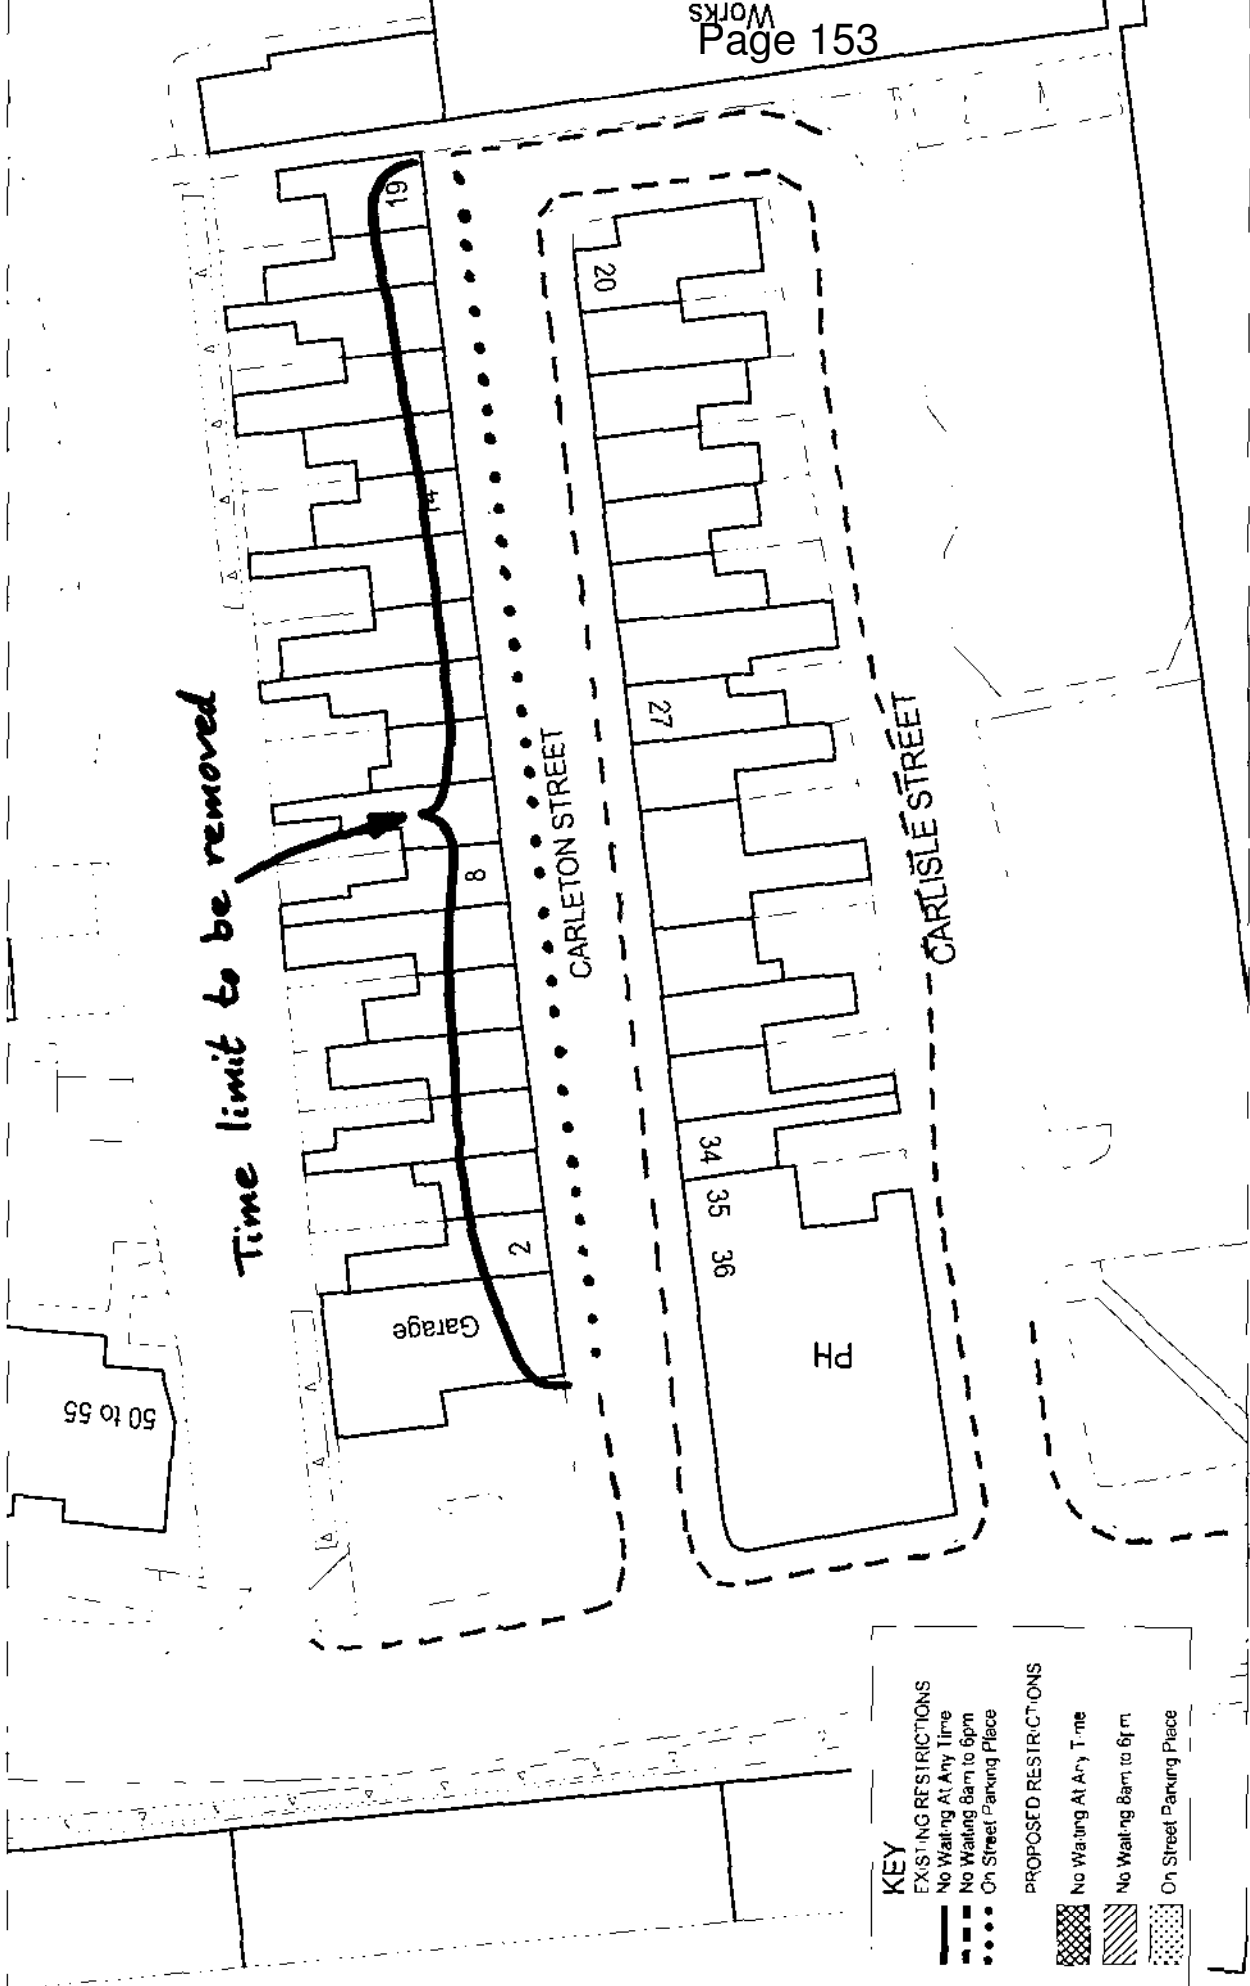 Works
Page 153
19
20
14
27
Time limit to be removed
CARLETON STREET
CARLISLE STREET
8
34
35
36
2
Garage
PH
50 to 55
KEY
EXISTING RESTRICTIONS
No Waiting At Any Time
No Waiting 8am to 6pm
On Street Parking Place
PROPOSED RESTRICTIONS
No Waiting At Any Time
No Waiting 8am to 6pm
On Street Parking Place